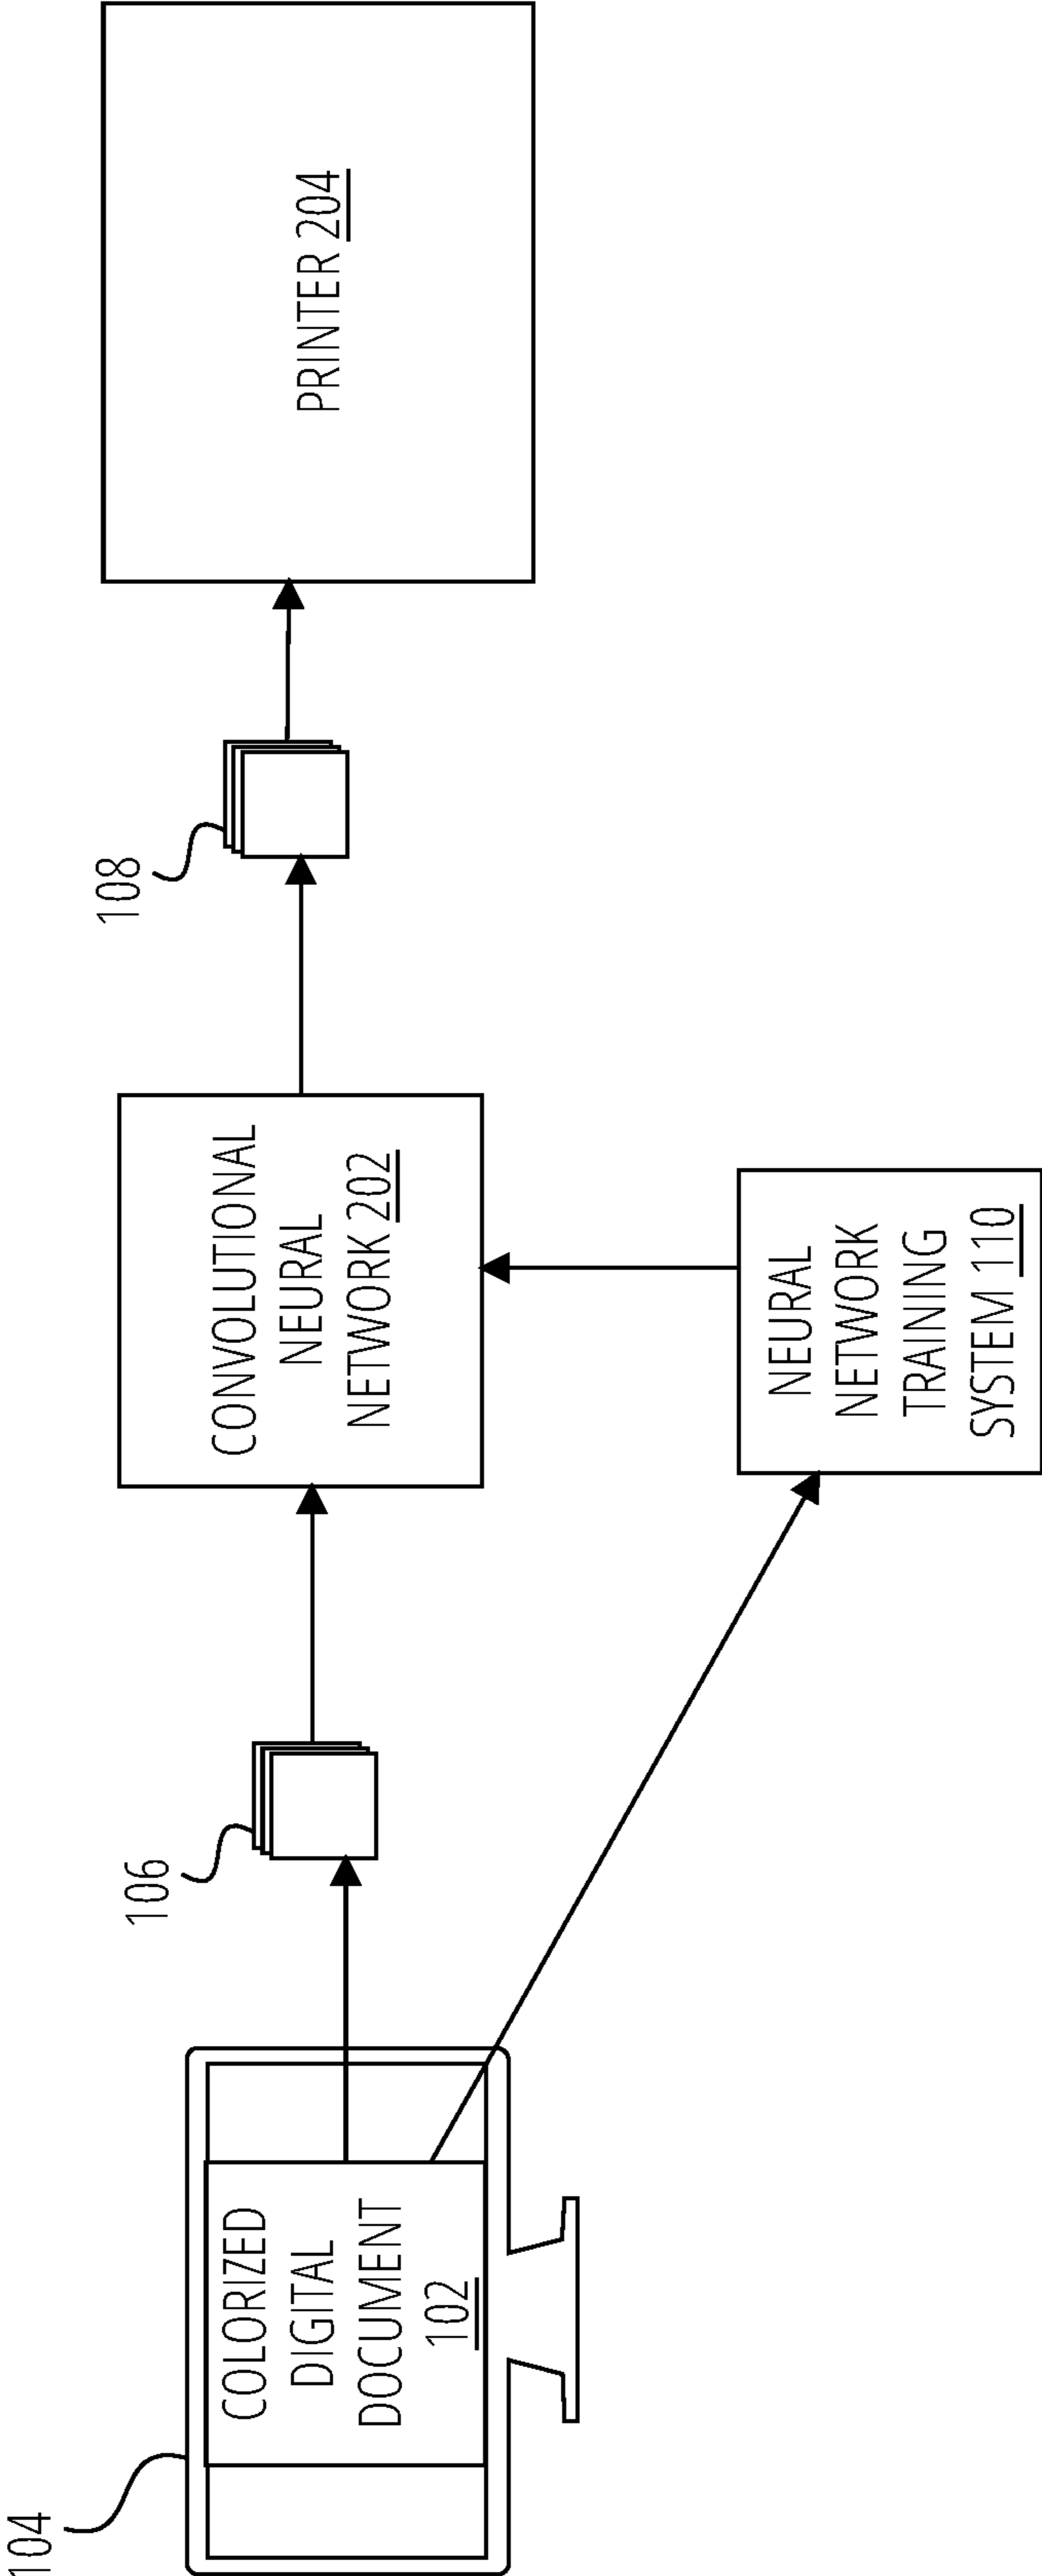 104
COLORIZED
DIGITAL
DOCUMENT
102
106
CONVOLUTIONAL
NEURAL
NETWORK 202
NEURAL
NETWORK
TRAINING
SYSTEM 110
108
PRINTER 204